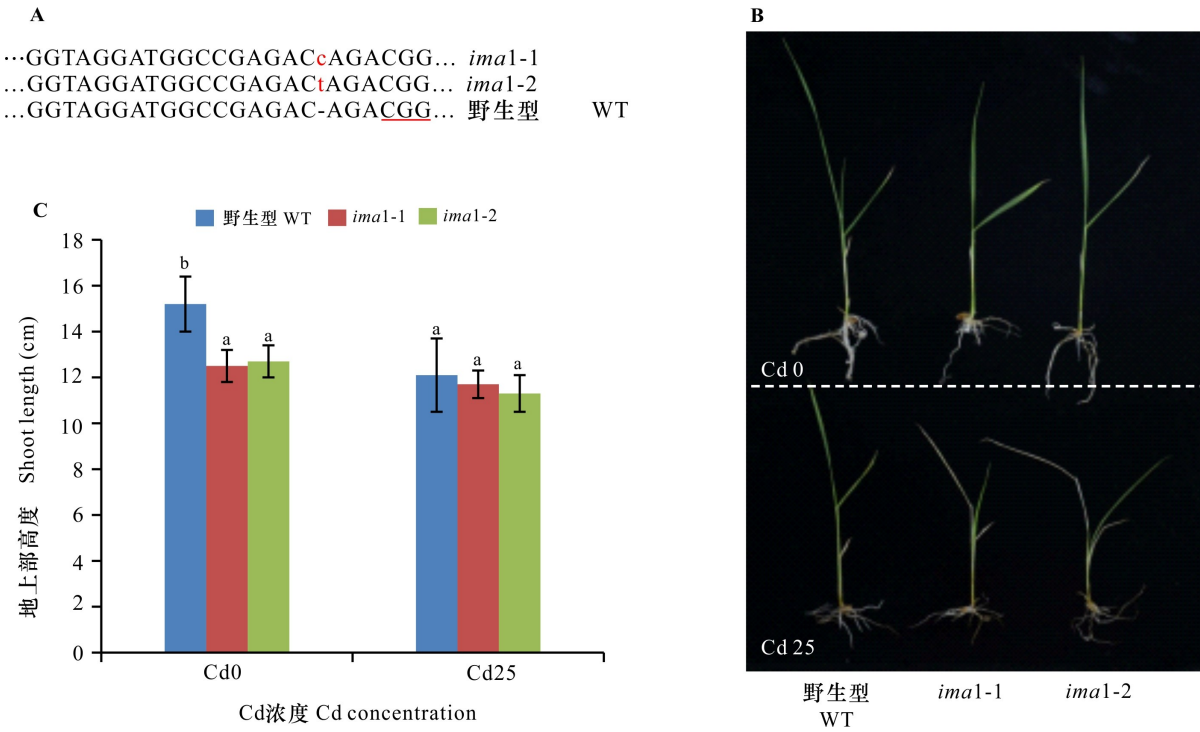 A
···GGTAGGATGGCCGAGACcAGACGG... ima1-1
...GGTAGGATGGCCGAGACtAGACGG... ima1-2
...GGTAGGATGGCCGAGAC-AGACGG... 野生型 WT
B
Cd 0
Cd 25
野生型 ima1-1 ima1-2
WT
C
野生型 WT ima1-1 ima1-2
地上部高度 Shoot length (cm)
18
16
14
12
10
8
6
4
2
0
b
a
a
a
a
a
Cd0 Cd25
Cd浓度 Cd concentration